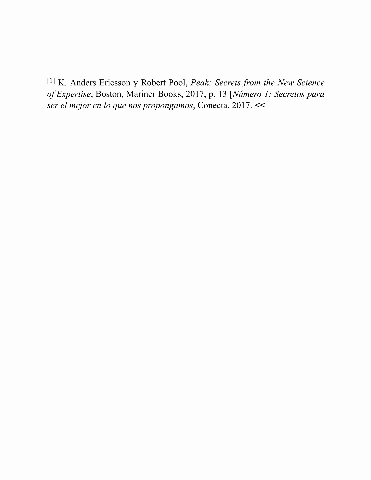 [2] K. Anders Ericsson y Robert Pool, Peak: Secrets from the New Science
of Expertise, Boston, Mariner Books, 2017, p. 13 [Número 1: Secretos para
ser el mejor en lo que nos propongamos, Conecta, 2017. <<